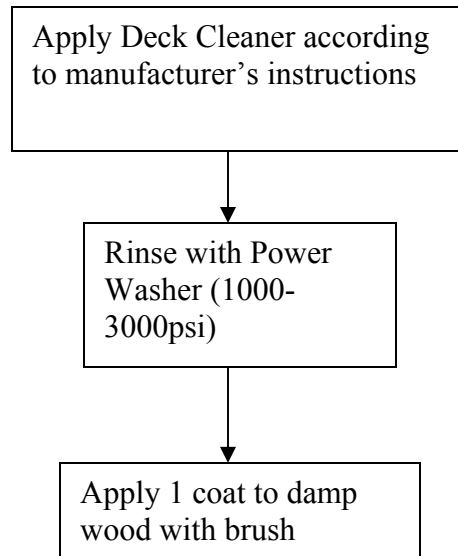 Apply Deck Cleaner according
to manufacturer’s instructions
Rinse with Power
Washer (1000-
3000psi)
Apply 1 coat to damp
wood with brush